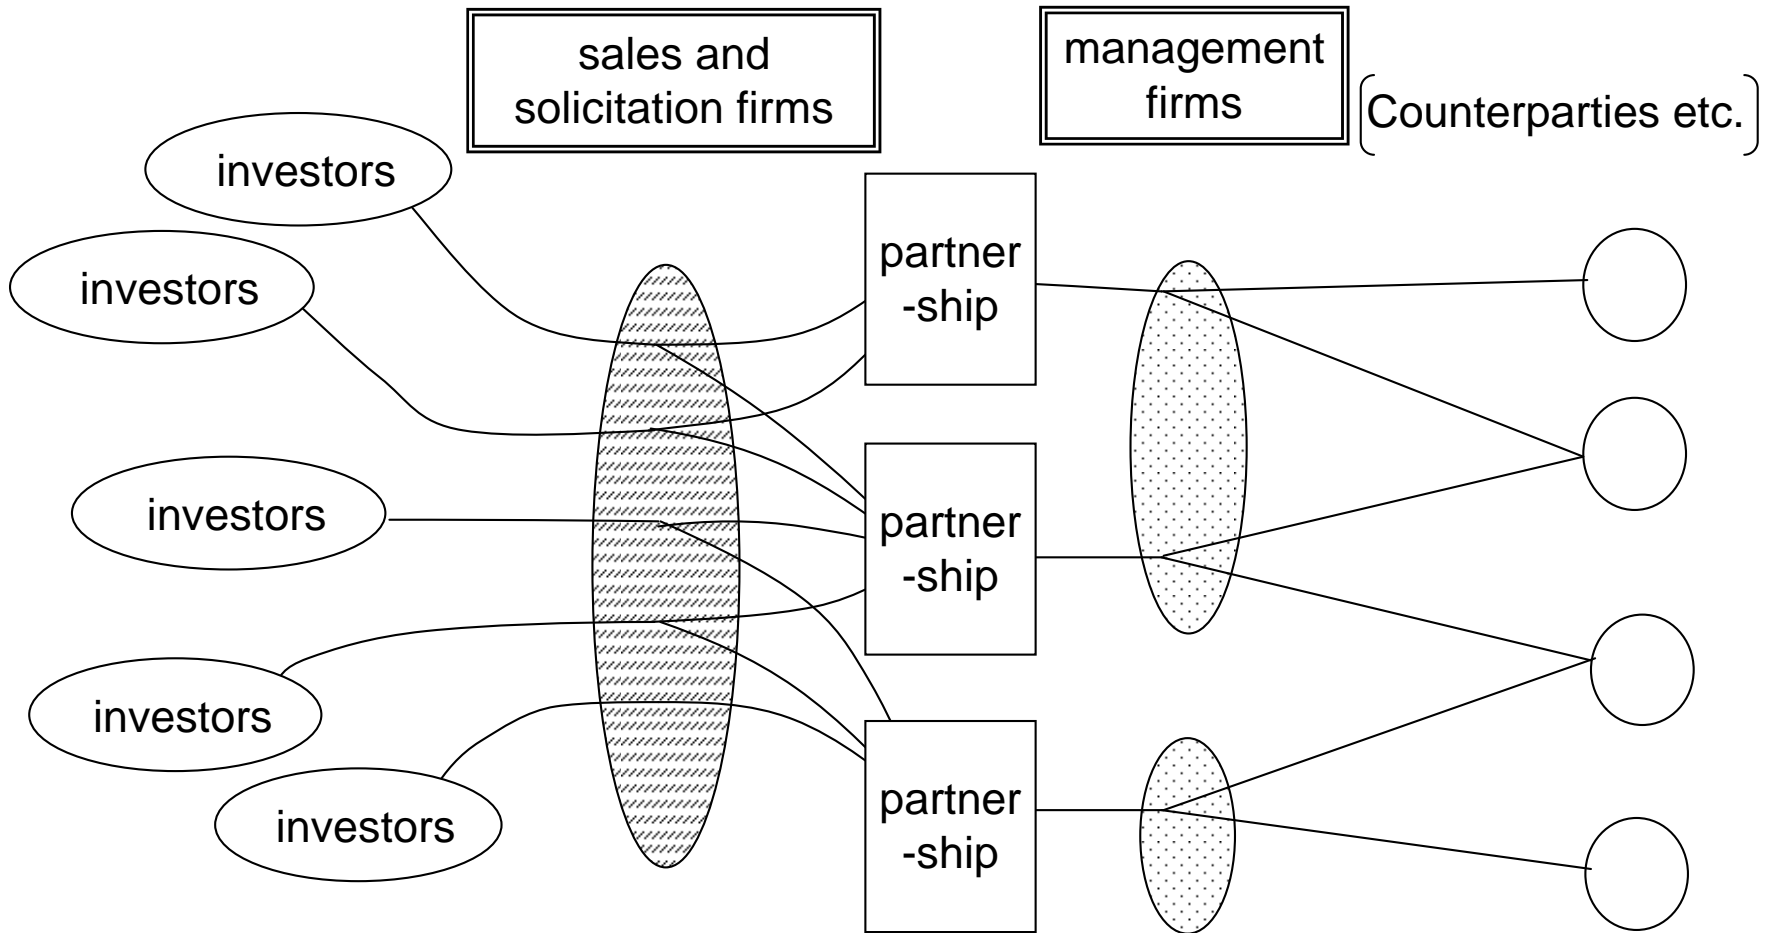 sales and
solicitation firms
management
firms
Counterparties etc.
investors
investors
investors
investors
investors
partner
-ship
partner
-ship
partner
-ship